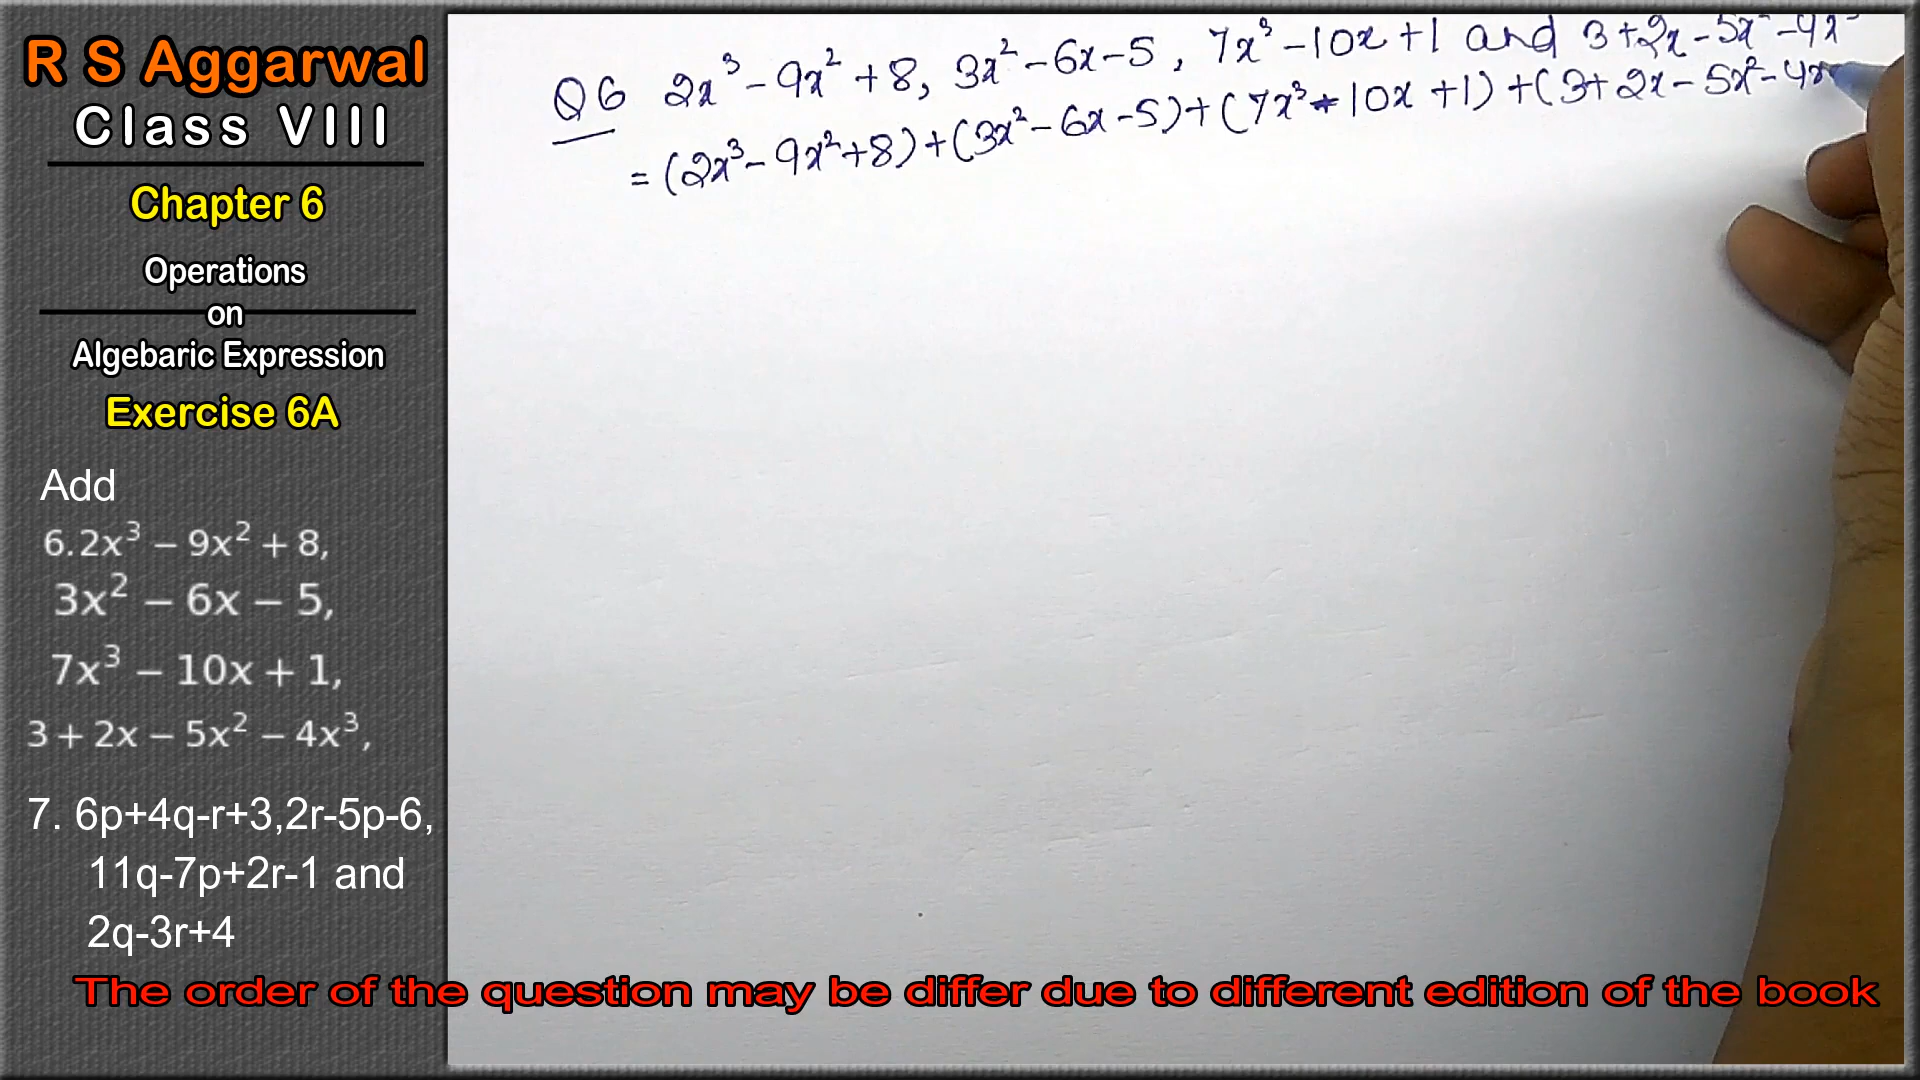 R S Aggarwal
Class VIII
Chapter 6
Operations
on
Algebaric Expression
Exercise 6A
Add
6.2x³ – 9x² + 8,
3x² – 6x – 5,
7x³ – 10x + 1,
3 + 2x – 5x² – 4x³,
7. 6p+4q-r+3,2r-5p-6,
11q-7p+2r-1 and
2q-3r+4
Q6 2x³ – 9x² + 8, 3x² – 6x – 5, 7x³ – 10x + 1 and 3 + 2x – 5x² – 4x³
= (2x³ – 9x² + 8) + (3x² – 6x – 5) + (7x³ – 10x + 1) + (3 + 2x – 5x² – 4x
The order of the question may be differ due to different edition of the book